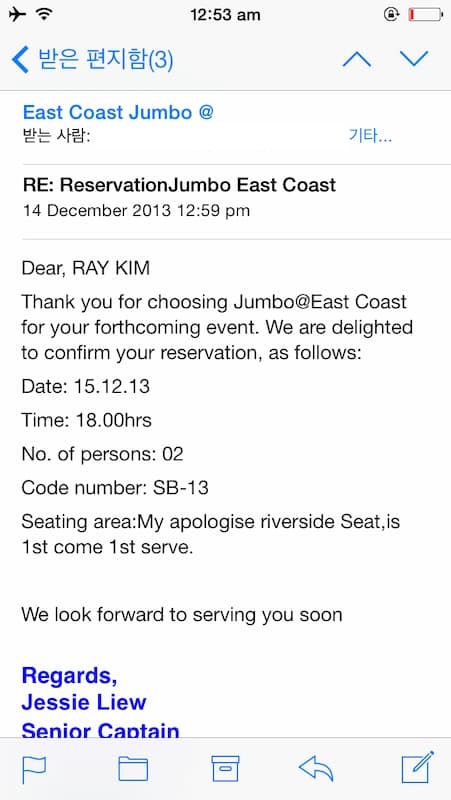 12:53 am
받은 편지함(3)
East Coast Jumbo @
받는 사람:
기타...
RE: ReservationJumbo East Coast
14 December 2013 12:59 pm
Dear, RAY KIM
Thank you for choosing Jumbo@East Coast
for your forthcoming event. We are delighted
to confirm your reservation, as follows:
Date: 15.12.13
Time: 18.00hrs
No. of persons: 02
Code number: SB-13
Seating area:My apologise riverside Seat,is
1st come 1st serve.
We look forward to serving you soon
Regards,
Jessie Liew
Senior Captain